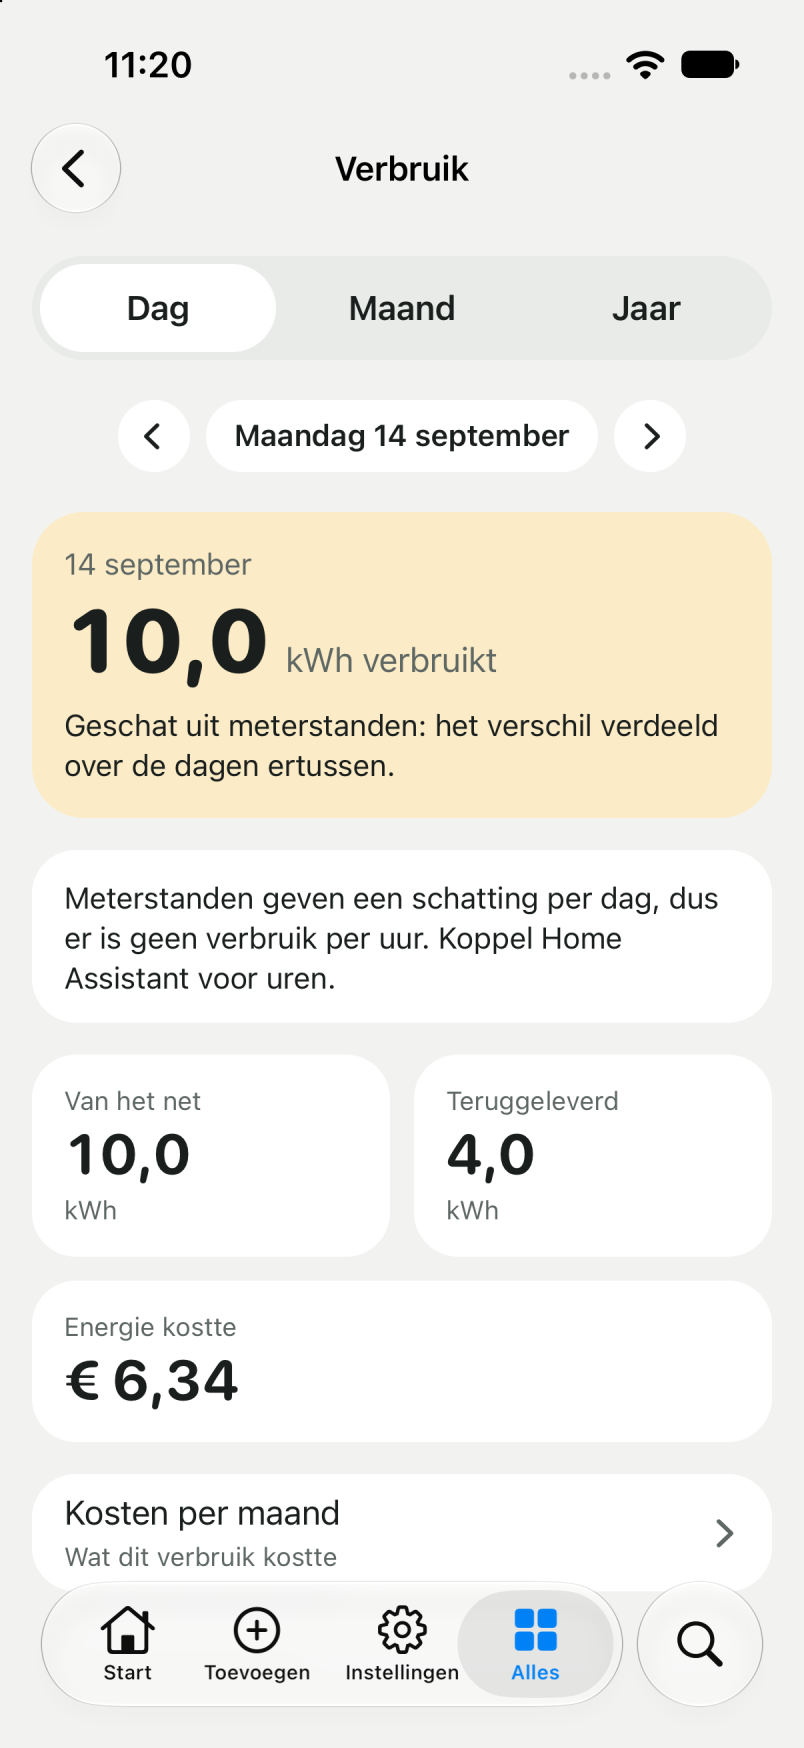 11:20
Verbruik
Dag
Maand
Jaar
Maandag 14 september
14 september
10,0 kWh verbruikt
Geschat uit meterstanden: het verschil verdeeld
over de dagen ertussen.
Meterstanden geven een schatting per dag, dus
er is geen verbruik per uur. Koppel Home
Assistant voor uren.
Van het net
10,0
kWh
Teruggeleverd
4,0
kWh
Energie kostte
€ 6,34
Kosten per maand
Wat dit verbruik kostte
Start
Toevoegen
Instellingen
Alles